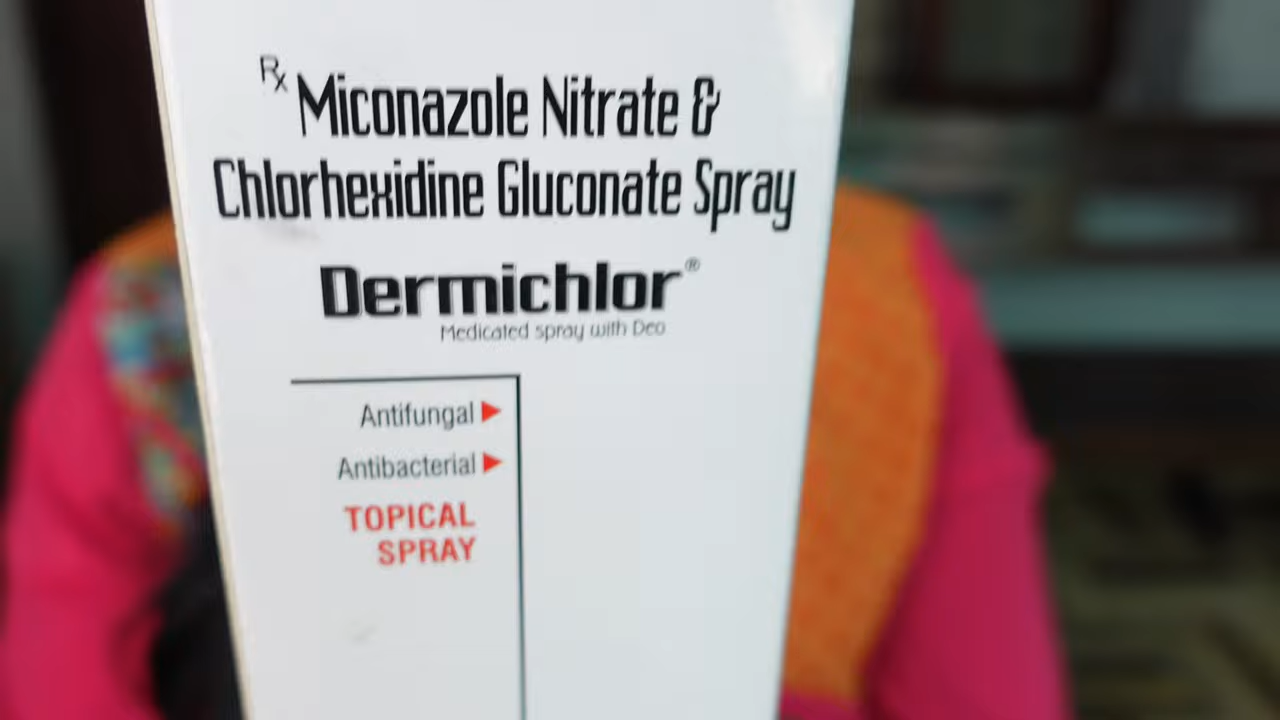 Rx Miconazole Nitrate &
Chlorhexidine Gluconate Spray
Dermichlor®
Medicated spray with Deo
Antifungal
Antibacterial
TOPICAL
SPRAY